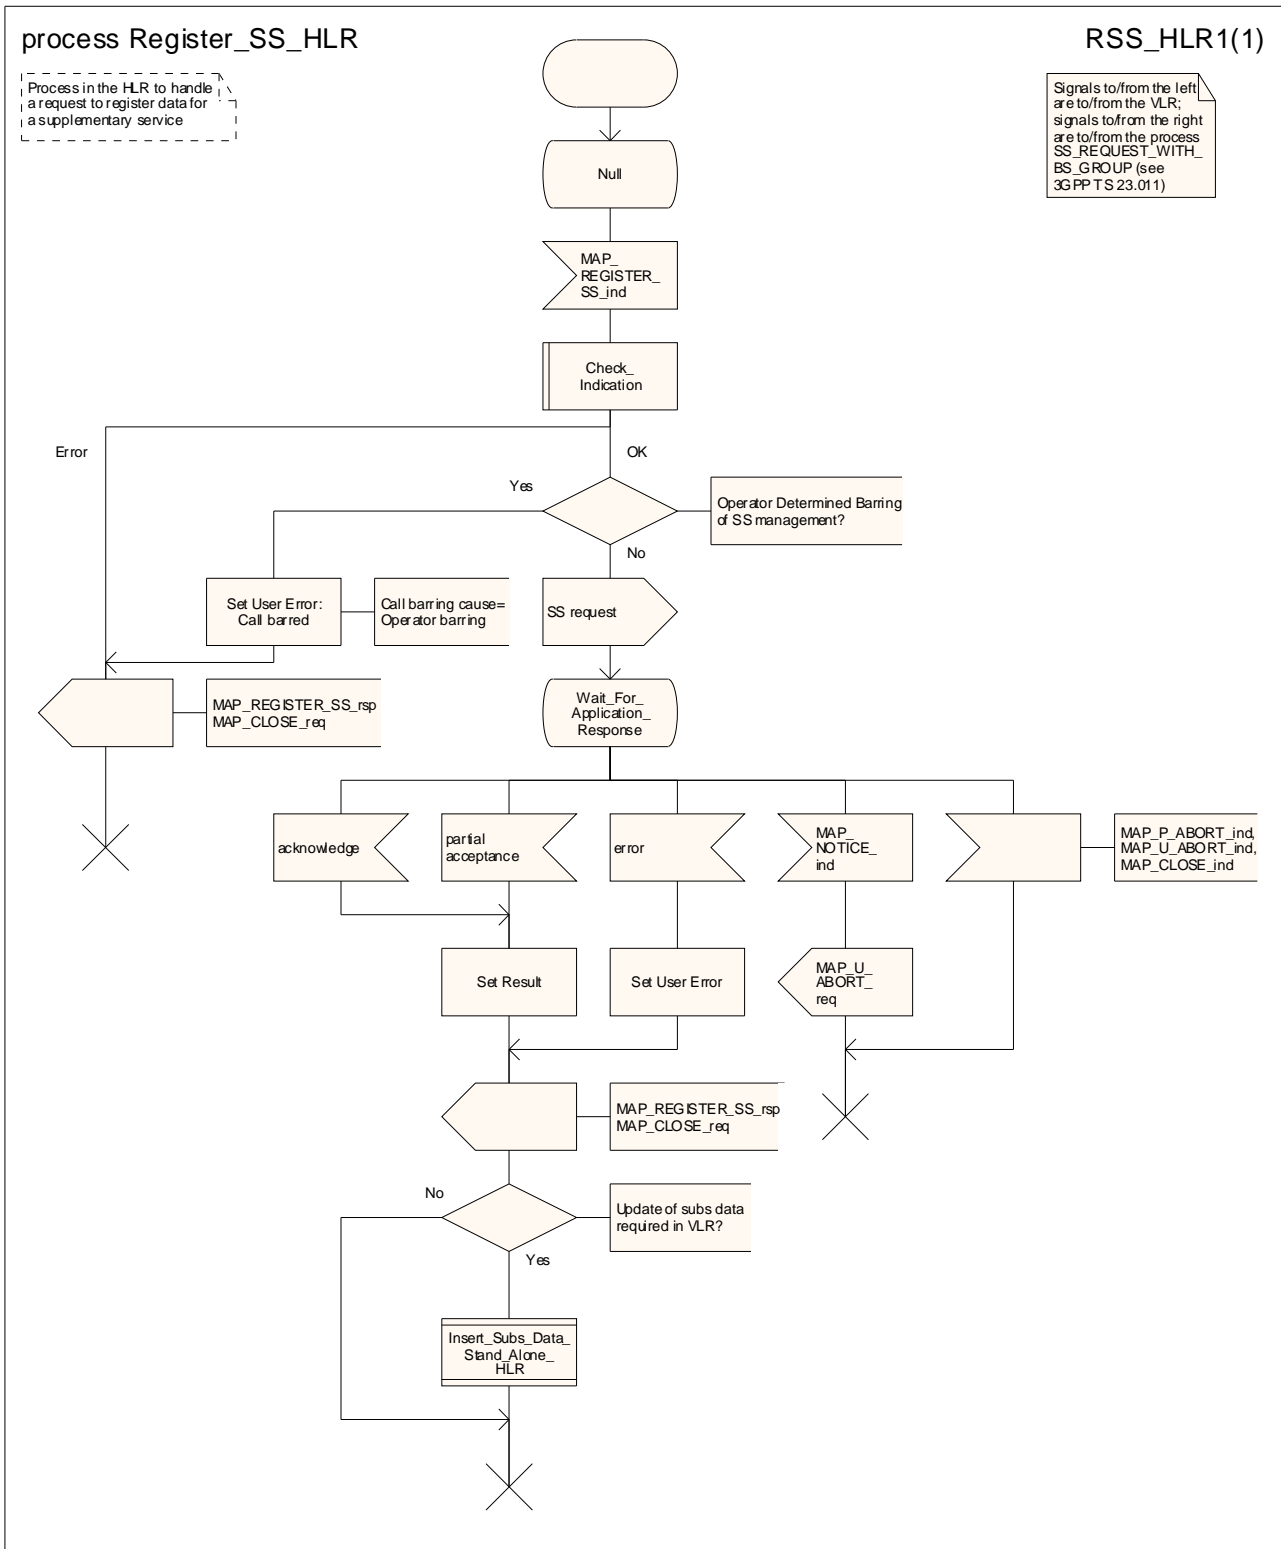 process Register_SS_HLR
RSS_HLR1(1)
Process in the HLR to handle
a request to register data for
a supplementary service
Signals to/from the left
are to/from the VLR;
signals to/from the right
are to/from the process
SS_REQUEST_WITH_
BS_GROUP (see
3GPP TS 23.011)
Null
MAP_
REGISTER_
SS_ind
Check_
Indication
Error
OK
Yes
Operator Determined Barring
of SS management?
No
Set User Error:
Call barred
Call barring cause=
Operator barring
SS request
MAP_REGISTER_SS_rsp
MAP_CLOSE_req
Wait_For_
Application_
Response
acknowledge
partial
acceptance
error
MAP_
NOTICE_
ind
MAP_P_ABORT_ind,
MAP_U_ABORT_ind,
MAP_CLOSE_ind
Set Result
Set User Error
MAP_U_
ABORT_
req
MAP_REGISTER_SS_rsp
MAP_CLOSE_req
No
Update of subs data
required in VLR?
Yes
Insert_Subs_Data_
Stand_Alone_
HLR